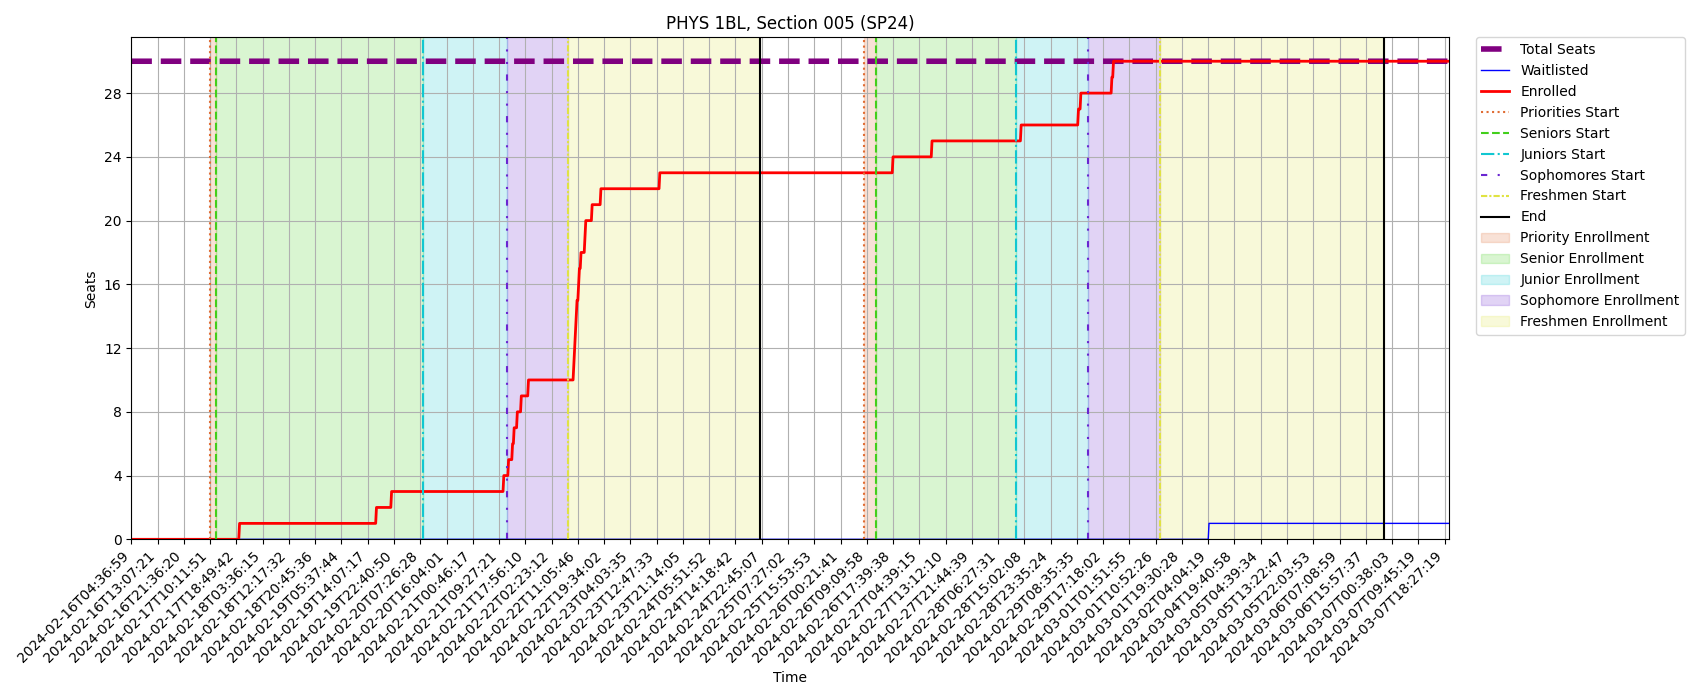 PHYS 1BL, Section 005 (SP24)
Total Seats
Waitlisted
Enrolled
Priorities Start
Seniors Start
Juniors Start
Sophomores Start
Freshmen Start
End
Priority Enrollment
Senior Enrollment
Junior Enrollment
Sophomore Enrollment
Freshmen Enrollment
Seats
28
24
20
16
12
8
4
0
2024-02-16T04:36:59
2024-02-16T13:07:21
2024-02-16T21:36:20
2024-02-17T10:11:51
2024-02-17T18:49:42
2024-02-18T03:36:15
2024-02-18T12:17:32
2024-02-18T20:45:36
2024-02-19T05:37:44
2024-02-19T14:07:17
2024-02-19T22:40:50
2024-02-20T07:26:28
2024-02-20T16:04:01
2024-02-21T00:46:17
2024-02-21T09:27:21
2024-02-21T17:56:10
2024-02-22T02:23:12
2024-02-22T11:05:46
2024-02-22T19:34:02
2024-02-23T04:03:35
2024-02-23T12:47:33
2024-02-23T21:14:05
2024-02-24T05:51:52
2024-02-24T14:18:42
2024-02-24T22:45:07
2024-02-25T07:27:02
2024-02-25T15:53:53
2024-02-26T00:21:41
2024-02-26T09:09:58
2024-02-26T17:39:38
2024-02-27T04:39:15
2024-02-27T13:12:10
2024-02-27T21:44:39
2024-02-28T06:27:31
2024-02-28T15:02:08
2024-02-28T23:35:24
2024-02-29T08:35:35
2024-02-29T17:18:02
2024-03-01T01:51:55
2024-03-01T10:52:26
2024-03-01T19:30:28
2024-03-02T04:04:19
2024-03-04T19:40:58
2024-03-05T04:39:34
2024-03-05T13:22:47
2024-03-05T22:03:53
2024-03-06T07:08:59
2024-03-06T15:57:37
2024-03-07T00:38:03
2024-03-07T09:45:19
2024-03-07T18:27:19
Time